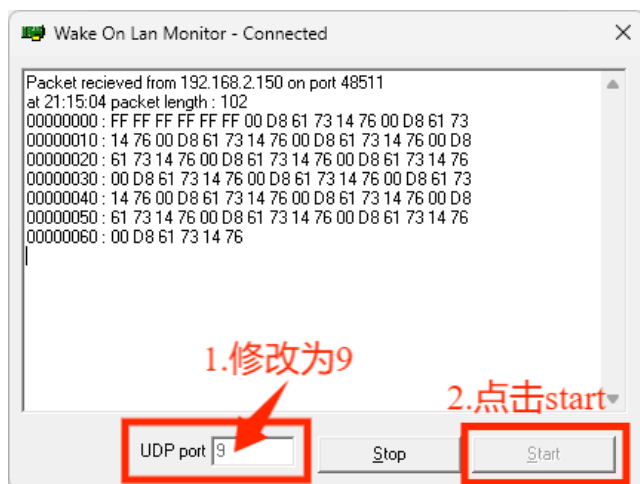 Wake On Lan Monitor - Connected
Packet recieved from 192.168.2.150 on port 48511
at 21:15:04 packet length : 102
00000000 : FF FF FF FF FF FF 00 D8 61 73 14 76 00 D8 61 73
00000010 : 14 76 00 D8 61 73 14 76 00 D8 61 73 14 76 00 D8
00000020 : 61 73 14 76 00 D8 61 73 14 76 00 D8 61 73 14 76
00000030 : 00 D8 61 73 14 76 00 D8 61 73 14 76 00 D8 61 73
00000040 : 14 76 00 D8 61 73 14 76 00 D8 61 73 14 76 00 D8
00000050 : 61 73 14 76 00 D8 61 73 14 76 00 D8 61 73 14 76
00000060 : 00 D8 61 73 14 76
1.修改为9
2.点击start
UDP port 9
Stop
Start